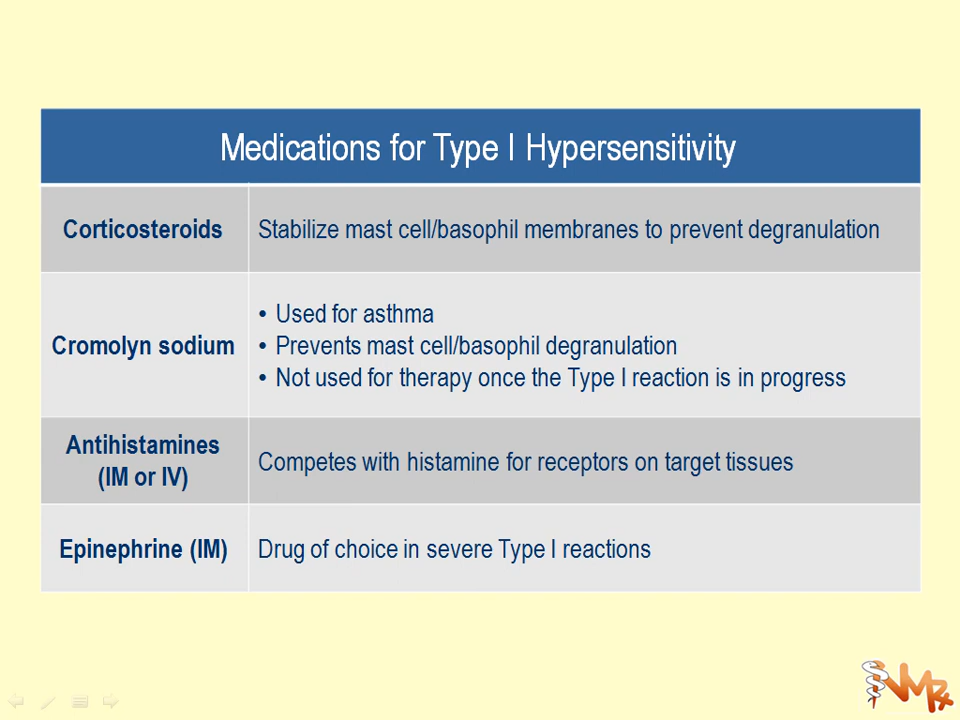 Medications for Type I Hypersensitivity
Corticosteroids
Stabilize mast cell/basophil membranes to prevent degranulation
Cromolyn sodium
• Used for asthma
• Prevents mast cell/basophil degranulation
• Not used for therapy once the Type I reaction is in progress
Antihistamines
(IM or IV)
Competes with histamine for receptors on target tissues
Epinephrine (IM)
Drug of choice in severe Type I reactions
VMRx